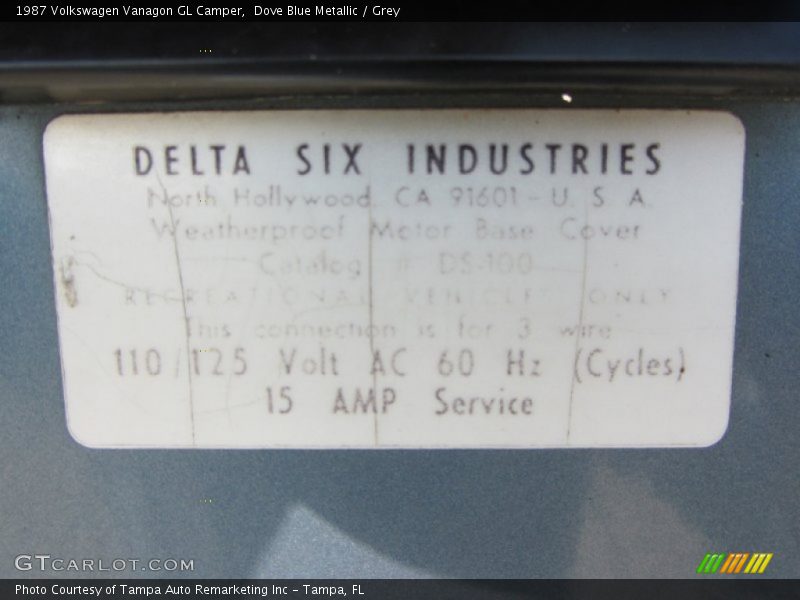 1987 Volkswagen Vanagon GL Camper,  Dove Blue Metallic / Grey
DELTA SIX INDUSTRIES
North Hollywood, CA 91601 - U. S. A.
Weatherproof Motor Base Cover
Catalog # DS-100
RECREATIONAL VEHICLES ONLY
This connection is for 3 wire
110/125 Volt AC 60 Hz (Cycles)
15 AMP Service
GTCARLOT.COM
Photo Courtesy of Tampa Auto Remarketing Inc – Tampa, FL